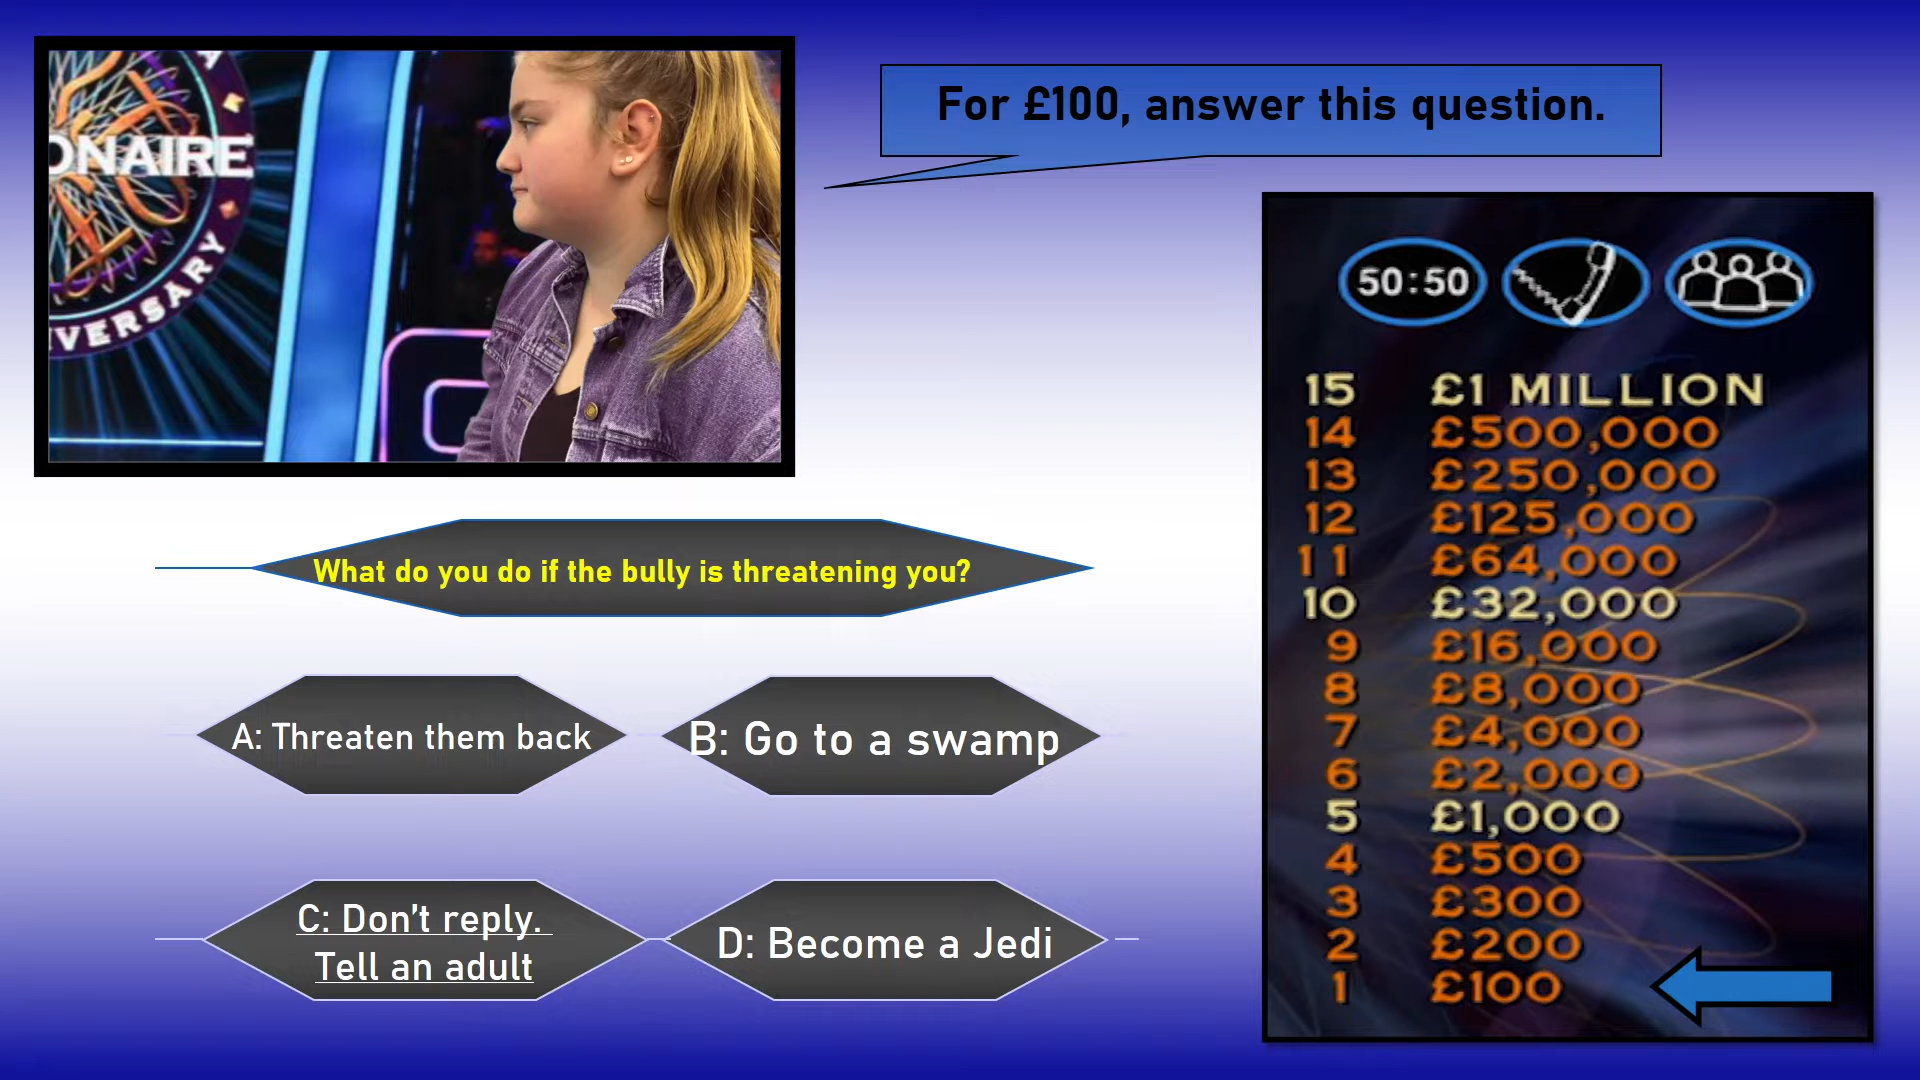 ONAIRE
VERSARY
For £100, answer this question.
50:50
15 £1 MILLION
14 £500,000
13 £250,000
12 £125,000
11 £64,000
10 £32,000
9 £16,000
8 £8,000
7 £4,000
6 £2,000
5 £1,000
4 £500
3 £300
2 £200
1 £100
What do you do if the bully is threatening you?
A: Threaten them back
B: Go to a swamp
C: Don't reply.
Tell an adult
D: Become a Jedi